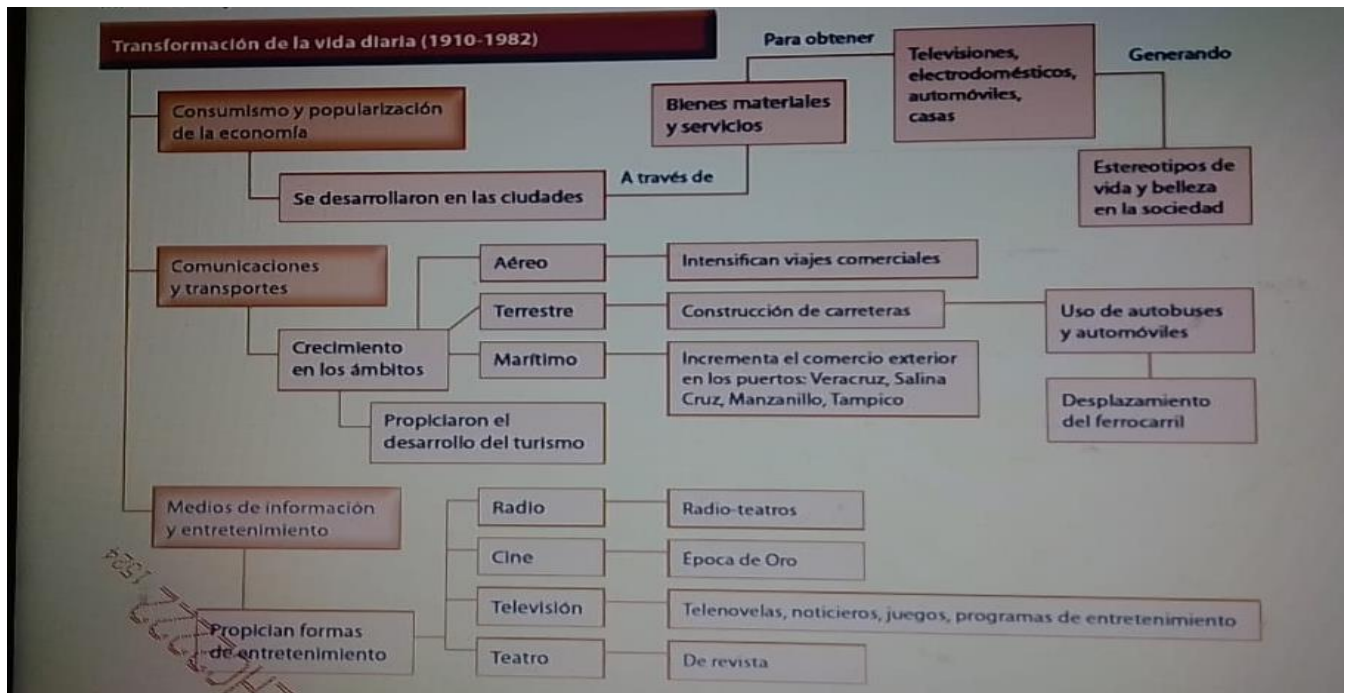 Transformación de la vida diaria (1910-1982)
Consumismo y popularización
de la economía
Se desarrollaron en las ciudades
A través de
Bienes materiales
y servicios
Para obtener
Televisiones,
electrodomésticos,
automóviles,
casas
Generando
Estereotipos de
vida y belleza
en la sociedad
Comunicaciones
y transportes
Crecimiento
en los ámbitos
Aéreo
Intensifican viajes comerciales
Terrestre
Construcción de carreteras
Uso de autobuses
y automóviles
Desplazamiento
del ferrocarril
Marítimo
Incrementa el comercio exterior
en los puertos: Veracruz, Salina
Cruz, Manzanillo, Tampico
Propiciaron el
desarrollo del turismo
Medios de información
y entretenimiento
Propician formas
de entretenimiento
Radio
Radio-teatros
Cine
Época de Oro
Televisión
Telenovelas, noticieros, juegos, programas de entretenimiento
Teatro
De revista